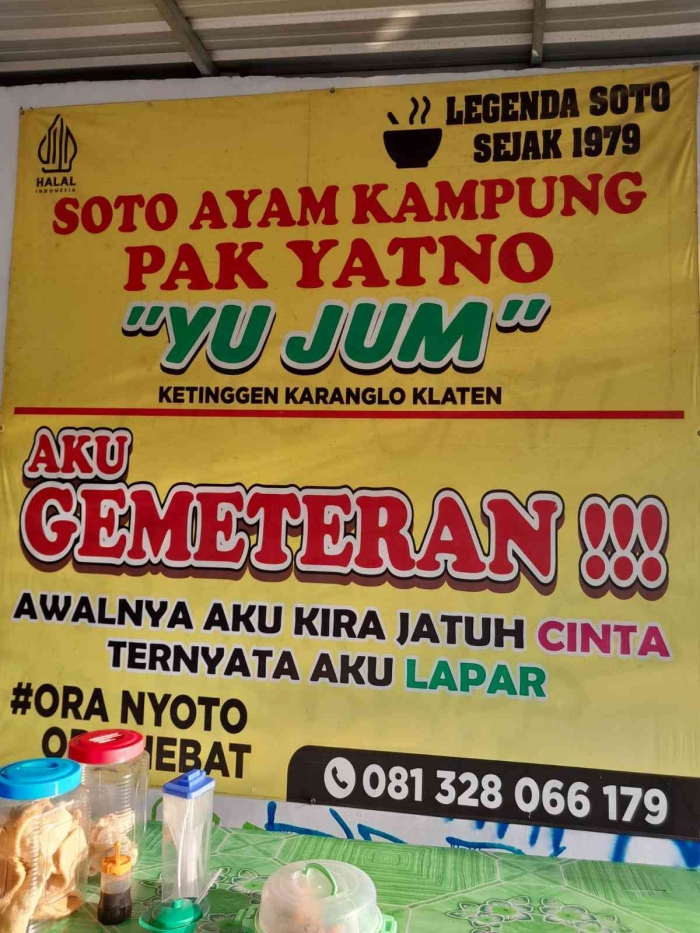 HALAL
INDONESIA
LEGENDA SOTO
SEJAK 1979
SOTO AYAM KAMPUNG
PAK YATNO
"YU JUM"
KETINGGEN KARANGLO KLATEN
AKU
GEMETERAN !!!
AWALNYA AKU KIRA JATUH CINTA
TERNYATA AKU LAPAR
#ORA NYOTO
081 328 066 179